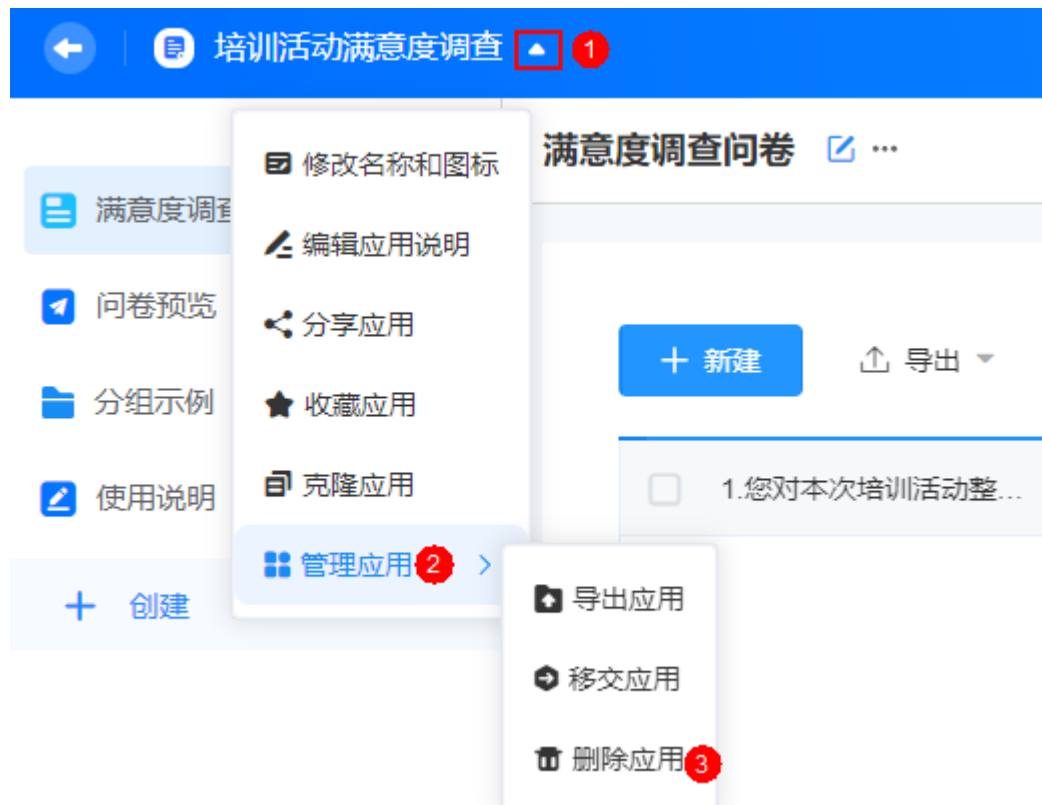 培训活动满意度调查 1
修改名称和图标
编辑应用说明
分享应用
收藏应用
克隆应用
管理应用 2
导出应用
移交应用
删除应用 3
满意度调查
问卷预览
分组示例
使用说明
创建
满意度调查问卷 ...
新建 导出
1.您对本次培训活动整...